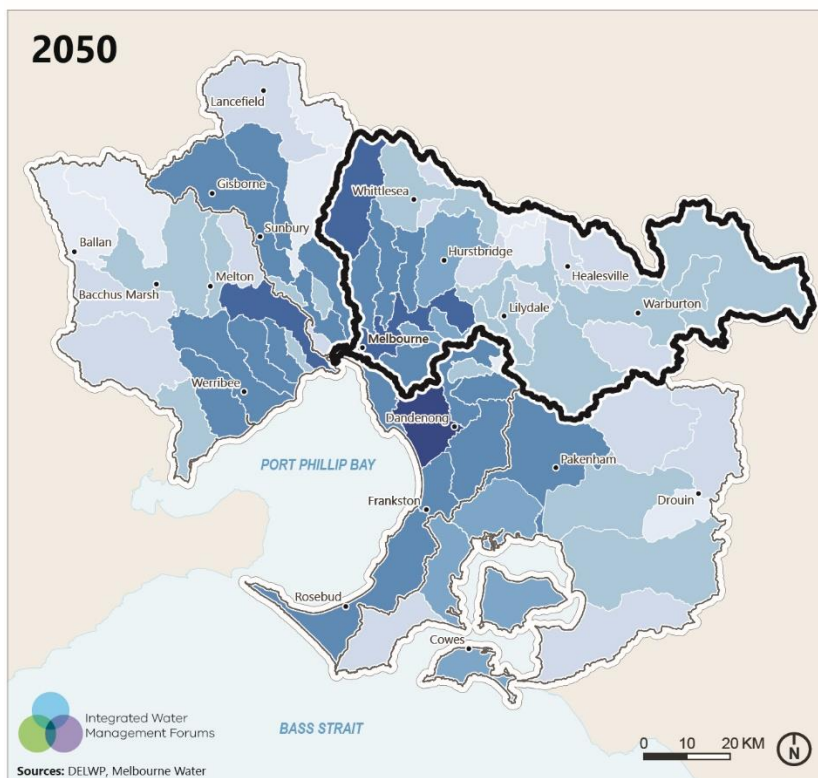 2050
Lancefield
Whittlesea
Gisborne
Sunbury
Hurstbridge
Ballan
Healesville
Melton
Bacchus Marsh
Lilydale
Warburton
Melbourne
Werribee
Dandenong
PORT PHILLIP BAY
Pakenham
Drouin
Frankston
Rosebud
Cowes
Integrated Water
Management Forums
BASS STRAIT
0 10 20 KM
N
Sources: DELWP, Melbourne Water